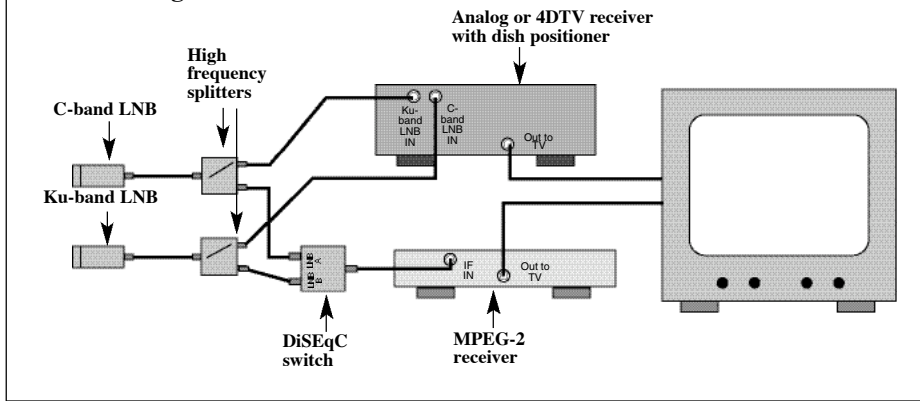 Analog or 4DTV receiver
with dish positioner
High
frequency
splitters
C-band LNB
Ku-
band
LNB
IN
C-
band
LNB
IN
Out to
TV
Ku-band LNB
LNB
A
LNB
B
IF
IN
Out to
TV
DiSEqC
switch
MPEG-2
receiver